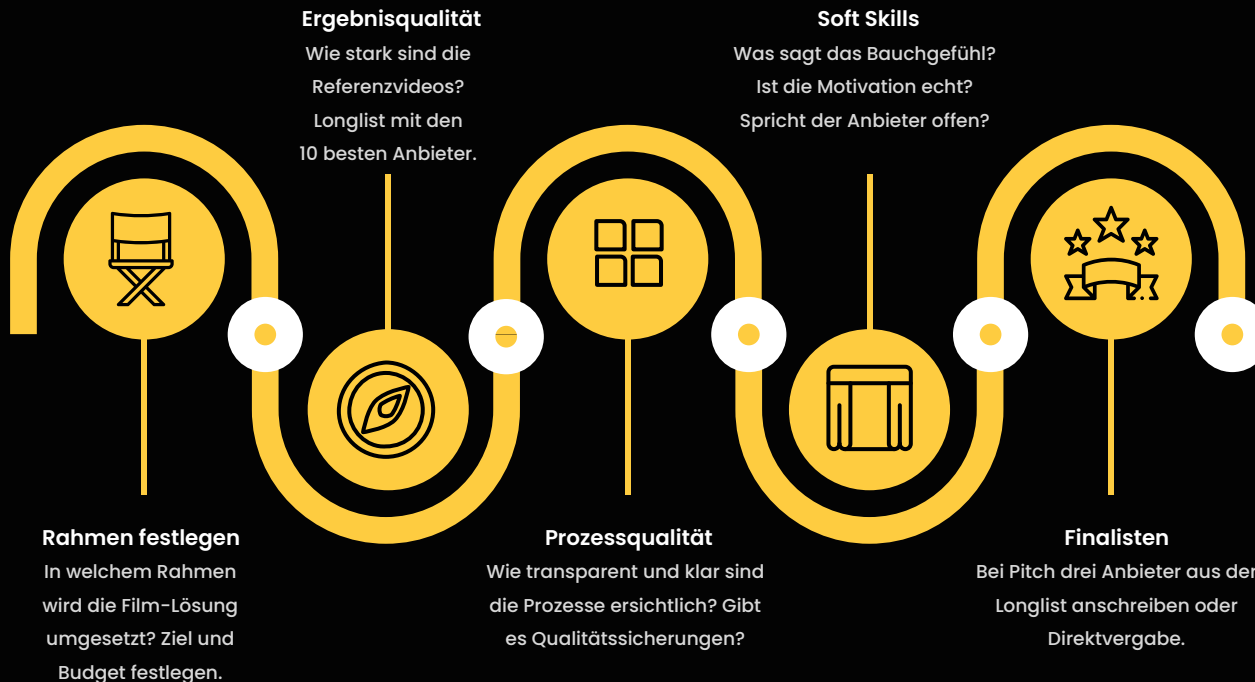 Ergebnisqualität
Wie stark sind die
Referenzvideos?
Longlist mit den
10 besten Anbieter.
Soft Skills
Was sagt das Bauchgefühl?
Ist die Motivation echt?
Spricht der Anbieter offen?
Rahmen festlegen
In welchem Rahmen
wird die Film-Lösung
umgesetzt? Ziel und
Budget festlegen.
Prozessqualität
Wie transparent und klar sind
die Prozesse ersichtlich? Gibt
es Qualitätssicherungen?
Finalisten
Bei Pitch drei Anbieter aus der
Longlist anschreiben oder
Direktvergabe.